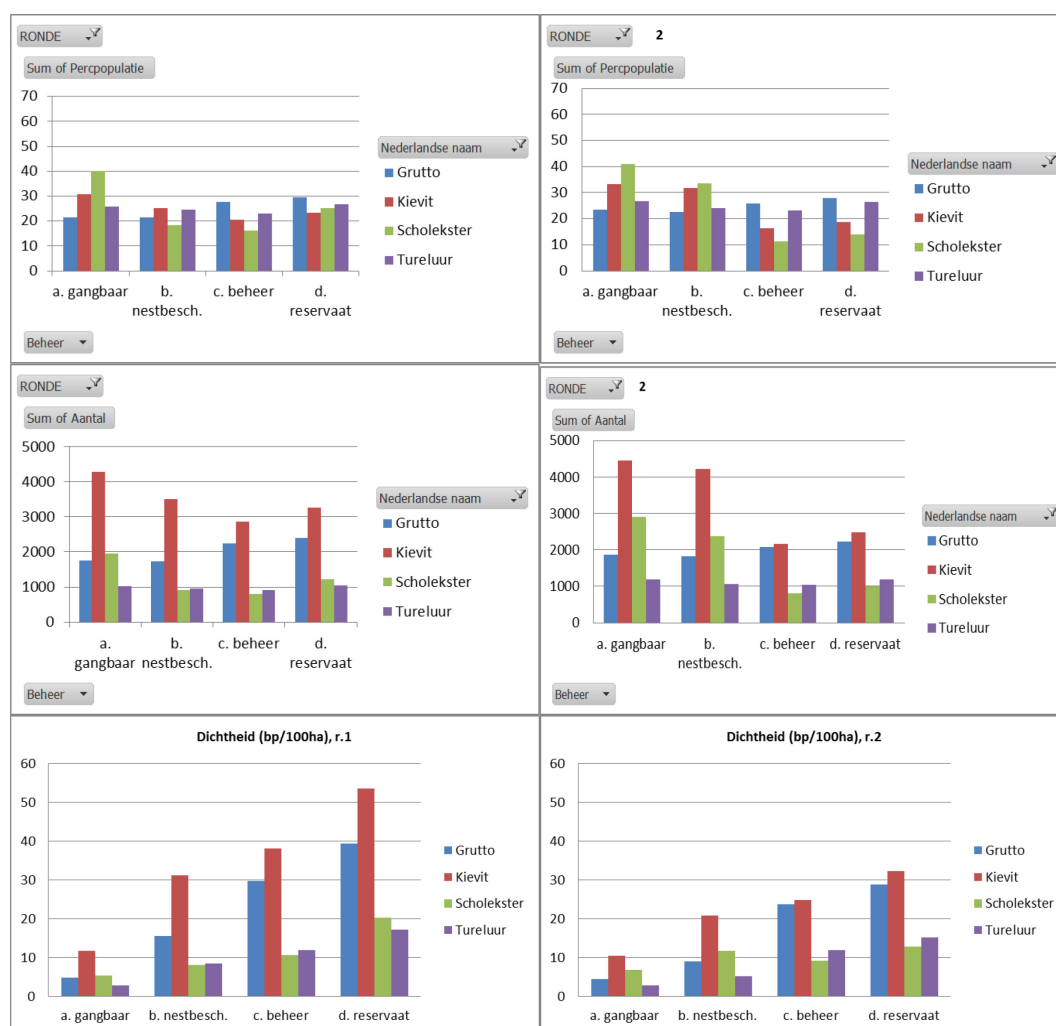 RONDE
Sum of Percpopulatie
70
60
50
40
30
20
10
0
a. gangbaar
b. nestbesch.
c. beheer
d. reservaat
Nederlandse naam
Grutto
Kievit
Scholekster
Tureluur
Beheer
RONDE 2
Sum of Percpopulatie
70
60
50
40
30
20
10
0
a. gangbaar
b. nestbesch.
c. beheer
d. reservaat
Nederlandse naam
Grutto
Kievit
Scholekster
Tureluur
Beheer
RONDE
Sum of Aantal
5000
4000
3000
2000
1000
0
a. gangbaar
b. nestbesch.
c. beheer
d. reservaat
Nederlandse naam
Grutto
Kievit
Scholekster
Tureluur
Beheer
RONDE 2
Sum of Aantal
5000
4000
3000
2000
1000
0
a. gangbaar
b. nestbesch.
c. beheer
d. reservaat
Nederlandse naam
Grutto
Kievit
Scholekster
Tureluur
Beheer
Dichtheid (bp/100ha), r.1
60
50
40
30
20
10
0
a. gangbaar
b. nestbesch.
c. beheer
d. reservaat
Grutto
Kievit
Scholekster
Tureluur
Dichtheid (bp/100ha), r.2
60
50
40
30
20
10
0
a. gangbaar
b. nestbesch.
c. beheer
d. reservaat
Grutto
Kievit
Scholekster
Tureluur